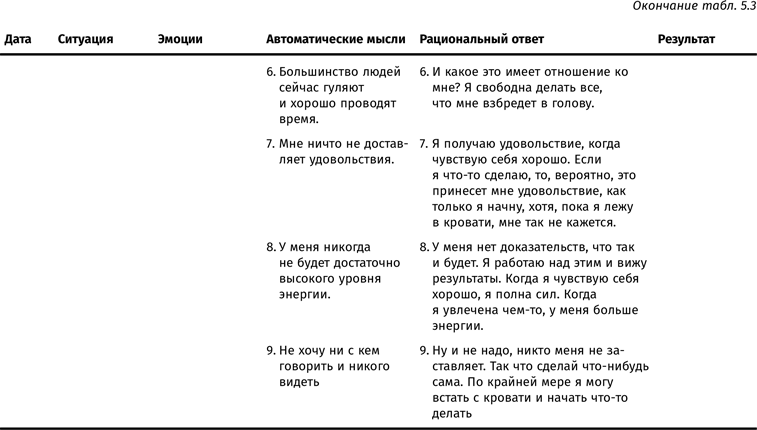 Окончание табл. 5.3
Дата Ситуация Эмоции Автоматические мысли Рациональный ответ Результат
6. Большинство людей
сейчас гуляют
и хорошо проводят
время.
6. И какое это имеет отношение ко
мне? Я свободна делать все,
что мне взбредет в голову.
7. Мне ничто не достав-
ляет удовольствия.
7. Я получаю удовольствие, когда
чувствую себя хорошо. Если
я что-то сделаю, то, вероятно, это
принесет мне удовольствие, как
только я начну, хотя, пока я лежу
в кровати, мне так не кажется.
8. У меня никогда
не будет достаточно
высокого уровня
энергии.
8. У меня нет доказательств, что так
и будет. Я работаю над этим и вижу
результаты. Когда я чувствую себя
хорошо, я полна сил. Когда
я увлечена чем-то, у меня больше
энергии.
9. Не хочу ни с кем
говорить и никого
видеть
9. Ну и не надо, никто меня не за-
ставляет. Так что сделай что-нибудь
сама. По крайней мере я могу
встать с кровати и начать что-то
делать